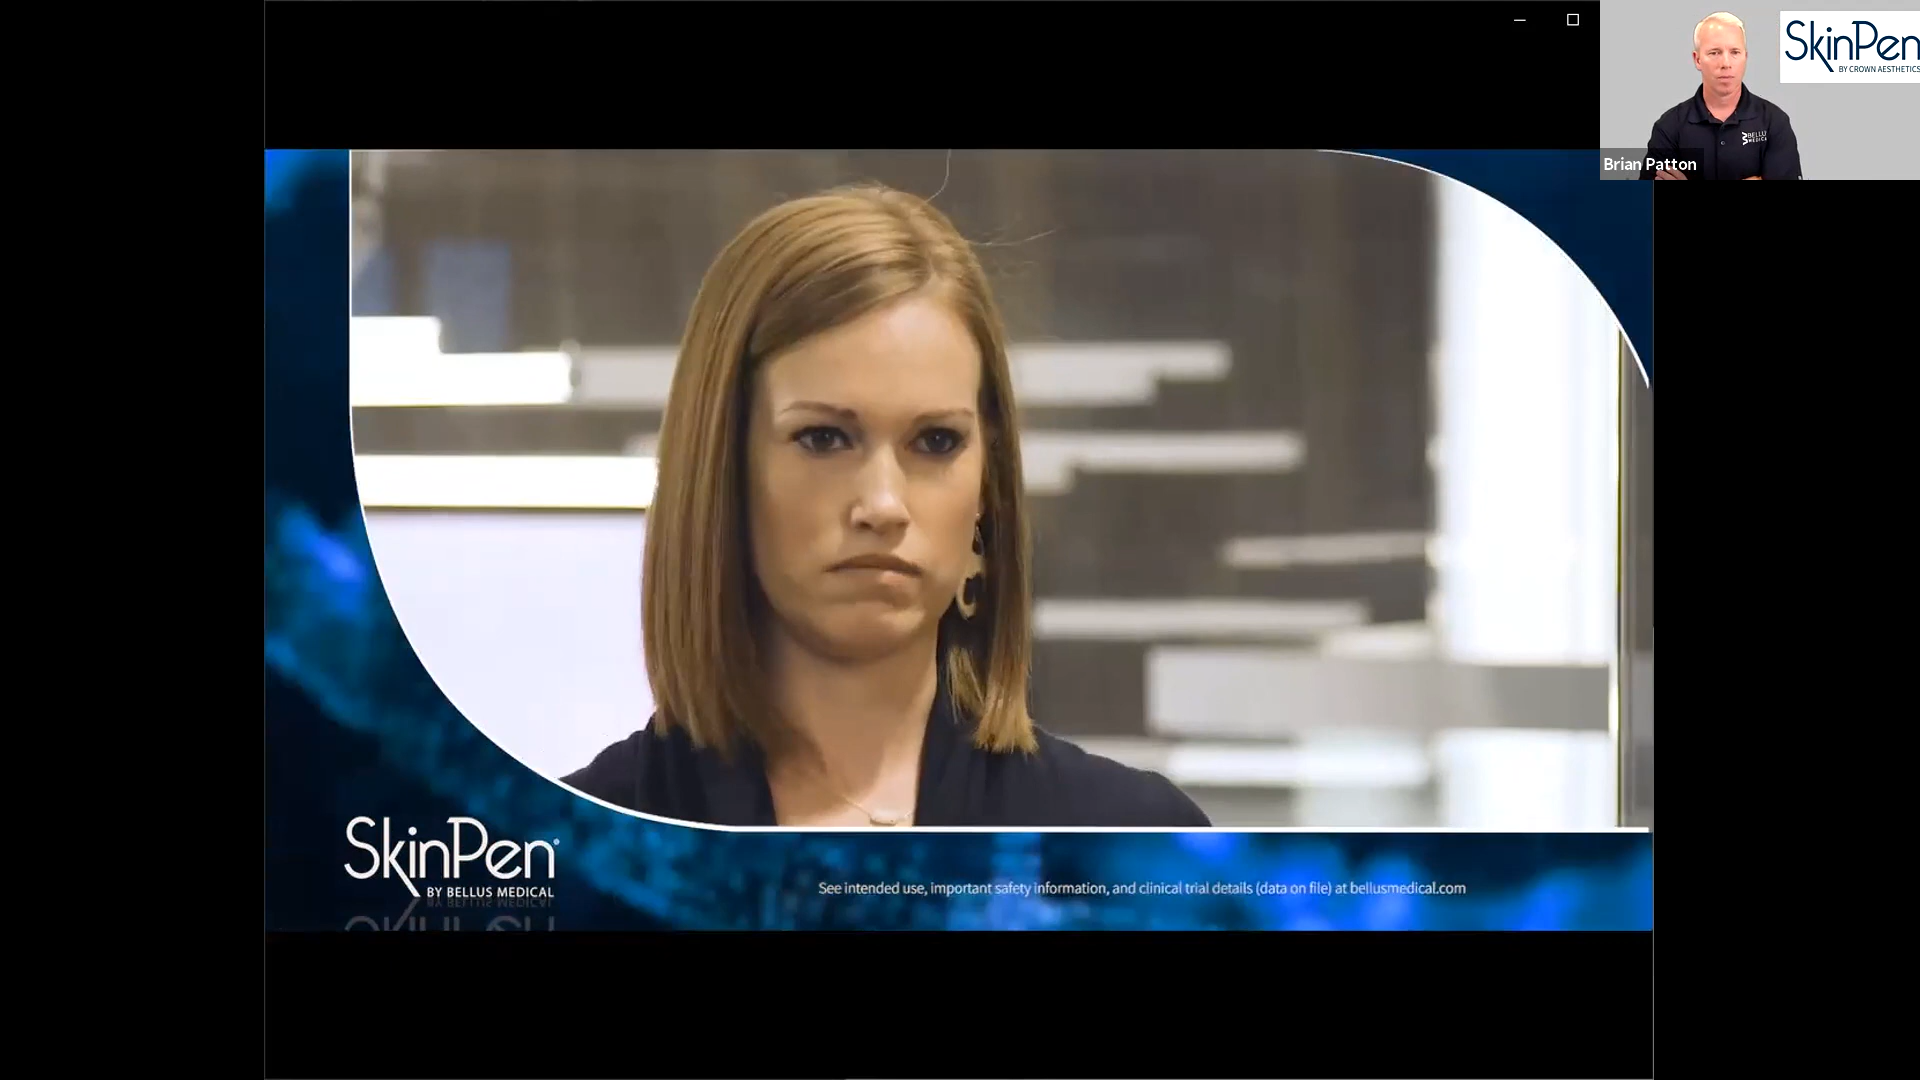 SkinPen
BY CROWN AESTHETICS
BELLUS
MEDICAL
Brian Patton
SkinPen®
BY BELLUS MEDICAL
See intended use, important safety information, and clinical trial details (data on file) at bellusmedical.com